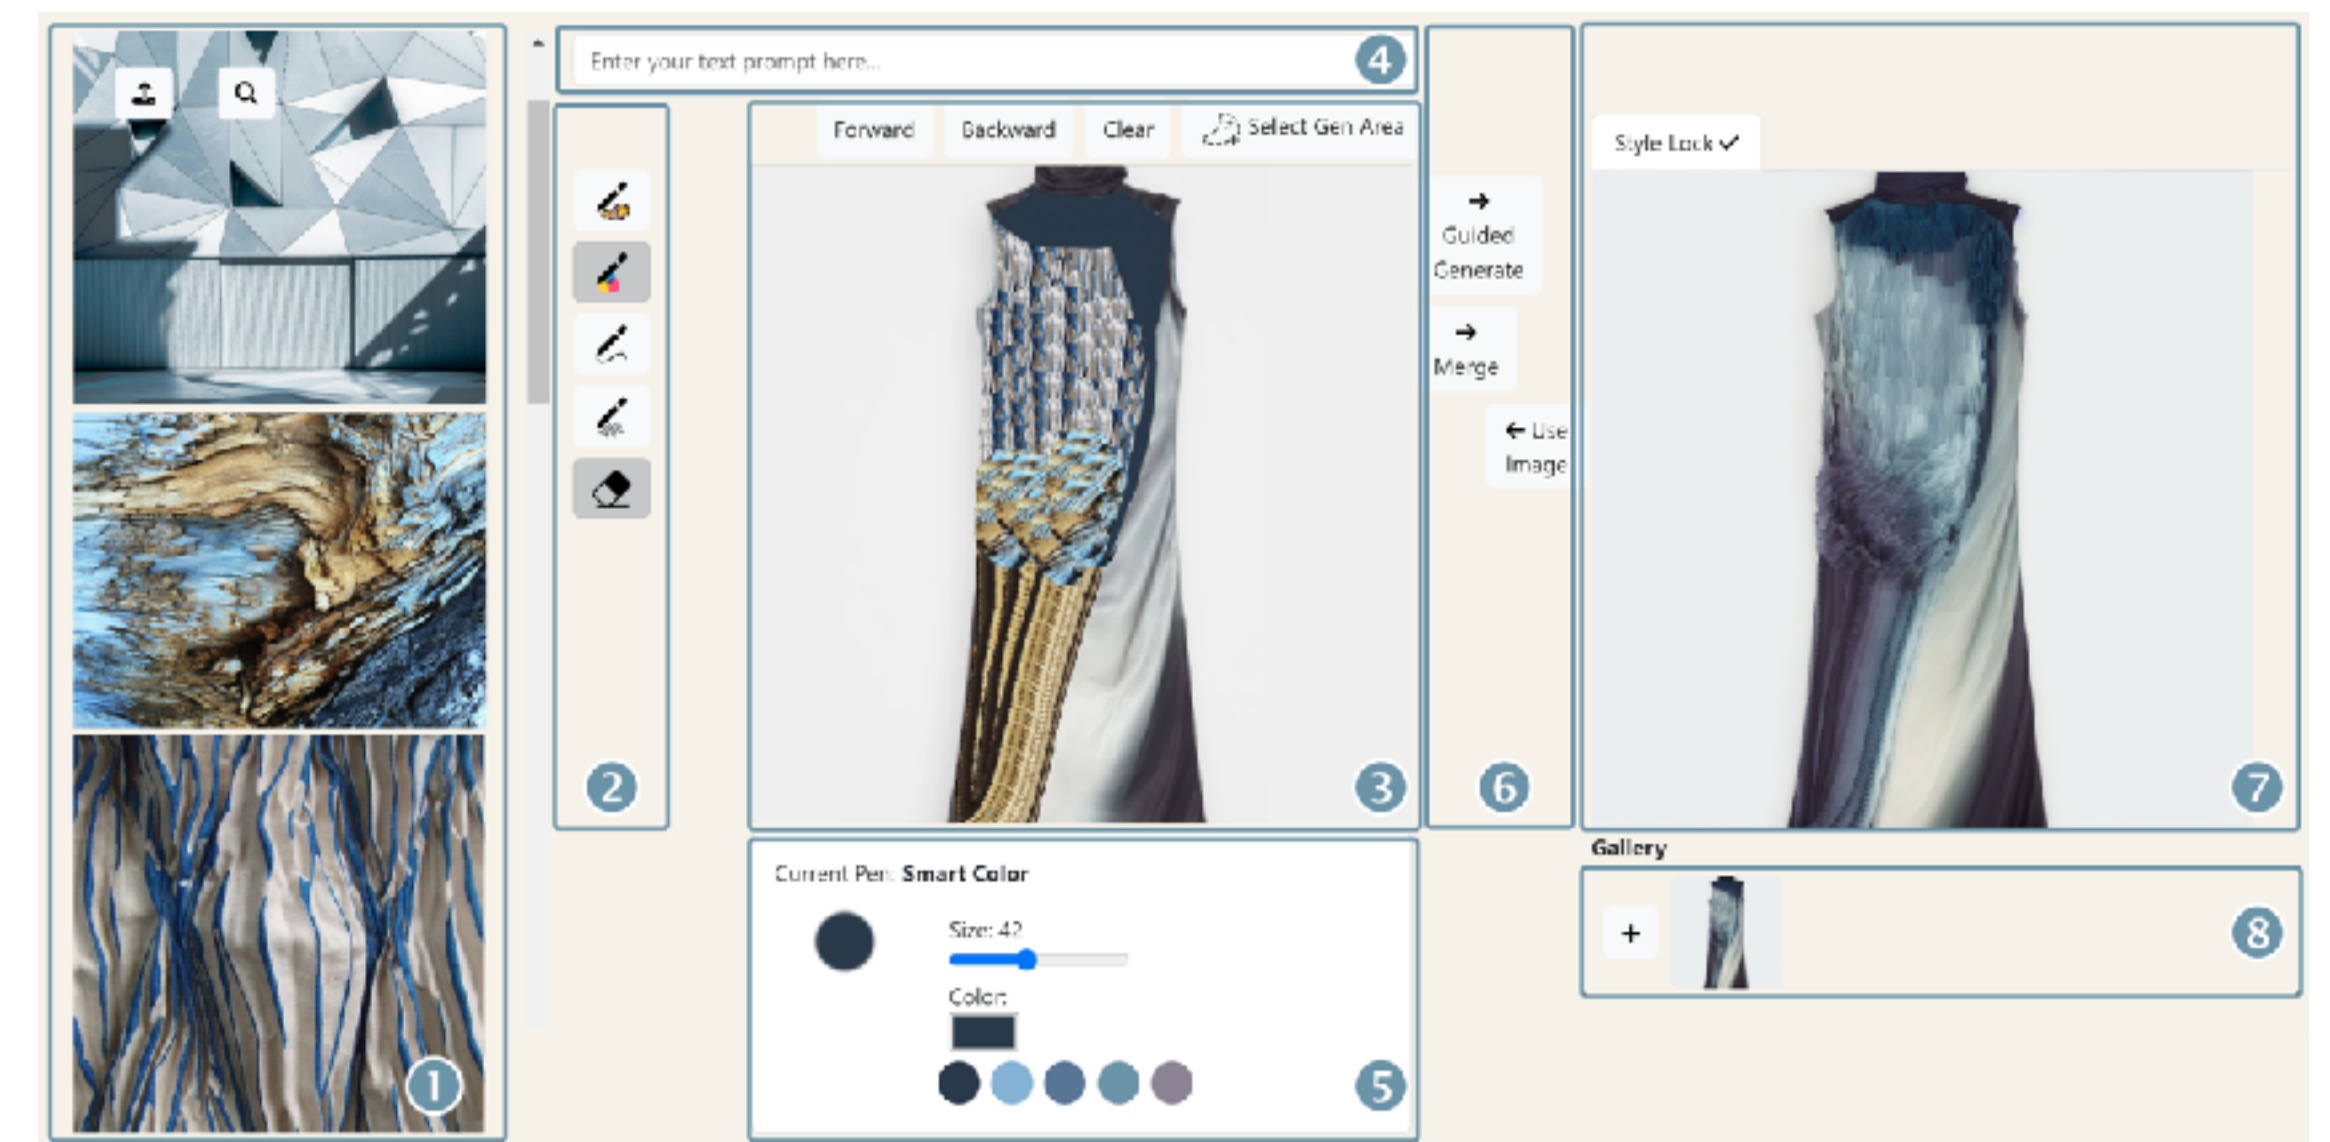 Enter your text prompt here...
4
Forward Backward Clear Select Gen Area
Style Lock ✓
→
Guided
Generate
→
Merge
← Use
Image
2
3
6
7
Gallery
Current Pen: Smart Color
Size: 42
+
8
Color:
1
5